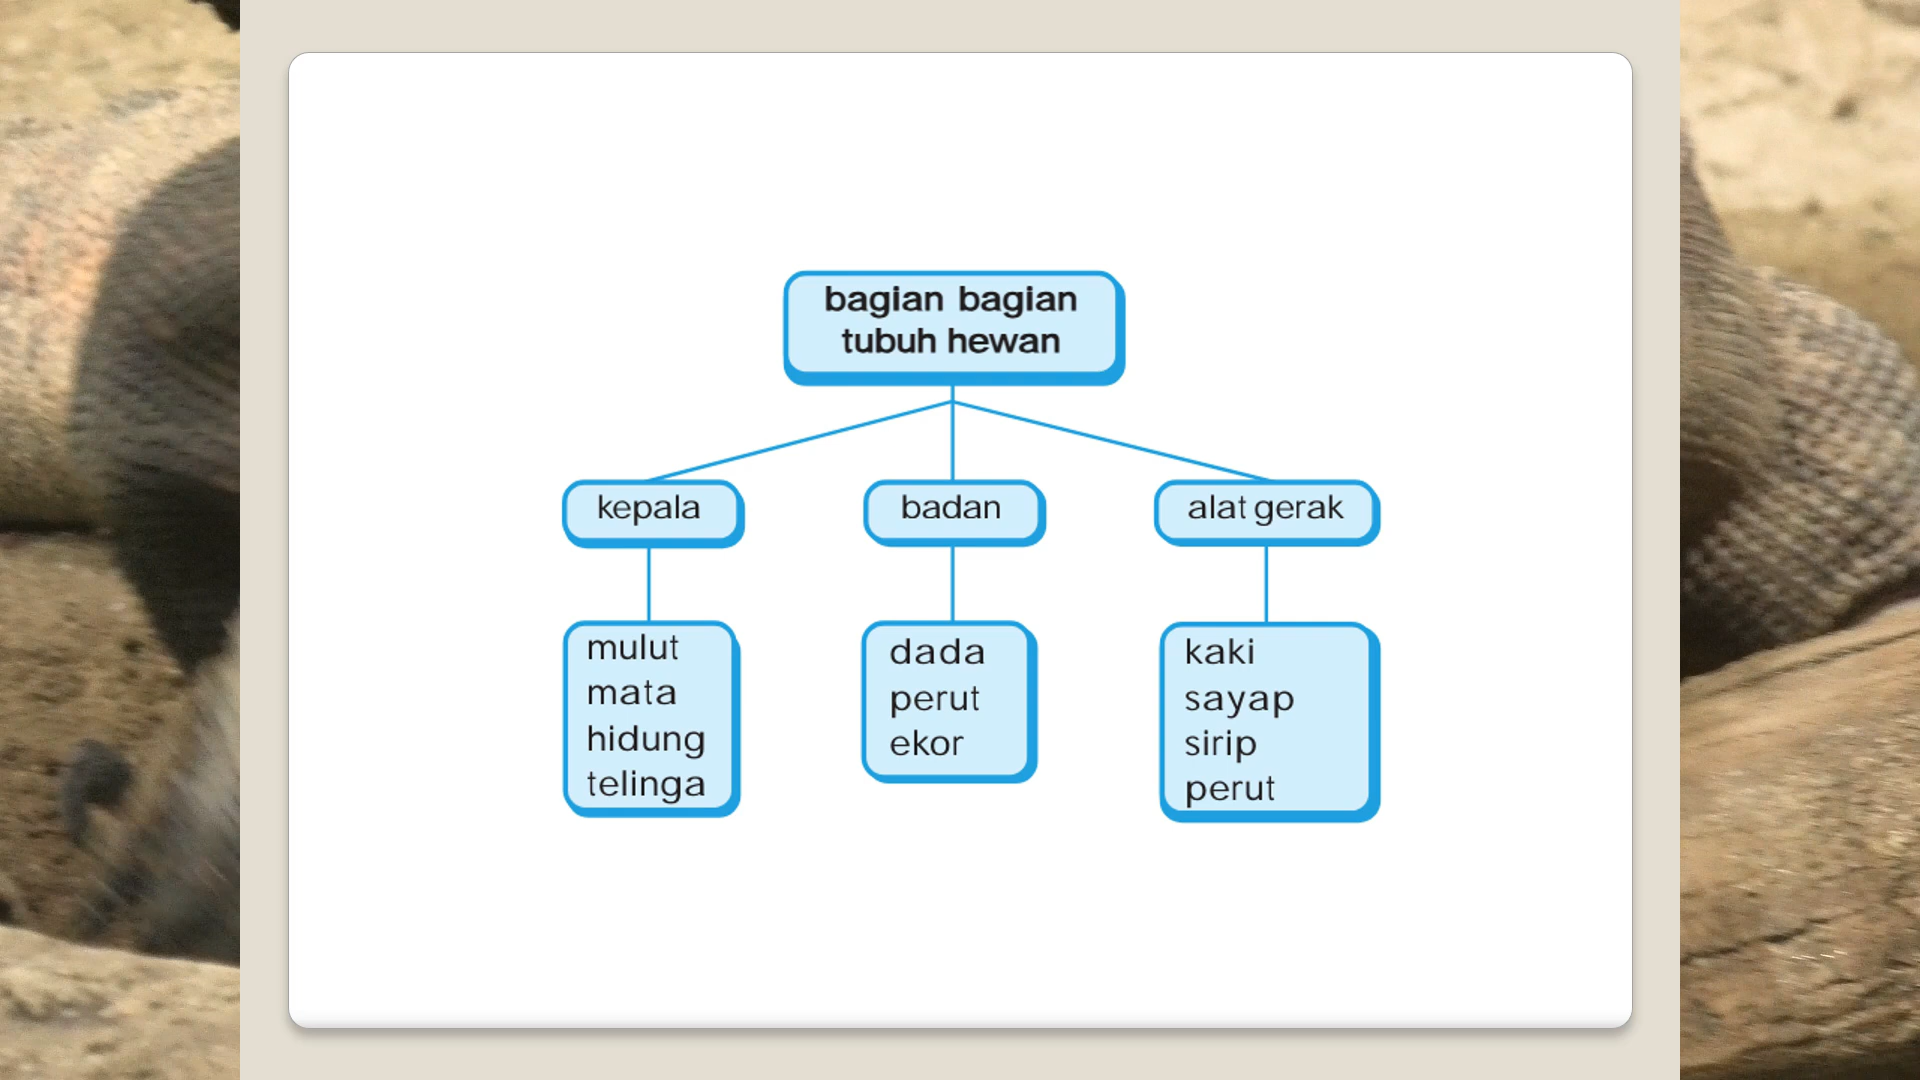 bagian bagian
tubuh hewan
kepala
badan
alat gerak
mulut
mata
hidung
telinga
dada
perut
ekor
kaki
sayap
sirip
perut